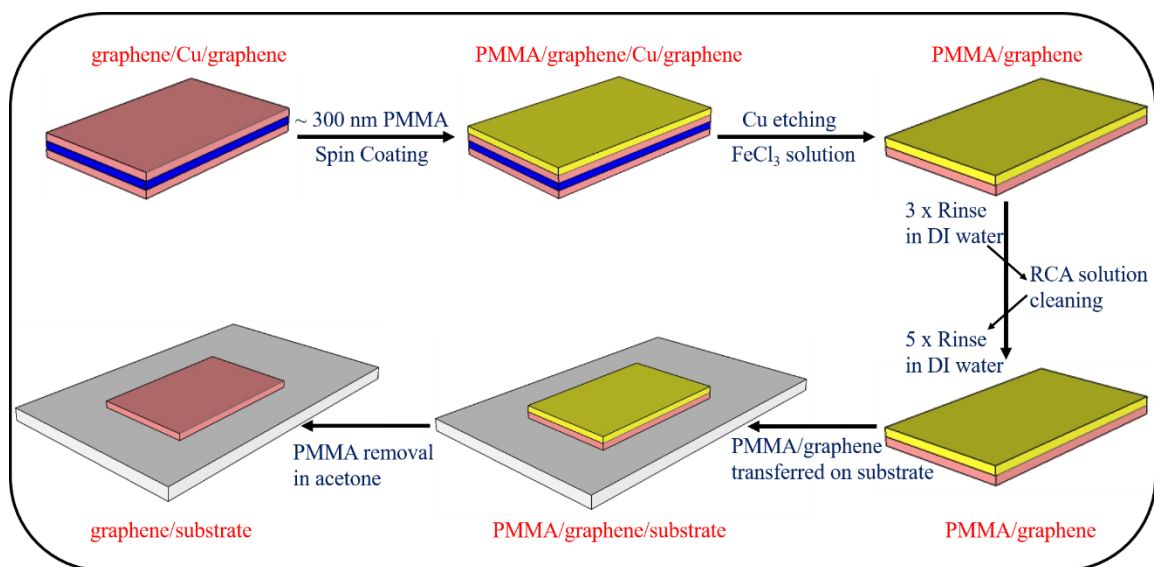 graphene/Cu/graphene
~ 300 nm PMMA
Spin Coating
PMMA/graphene/Cu/graphene
Cu etching
FeCl₃ solution
PMMA/graphene
3 x Rinse
in DI water
RCA solution
cleaning
5 x Rinse
in DI water
PMMA/graphene
PMMA/graphene
transferred on substrate
PMMA/graphene/substrate
PMMA removal
in acetone
graphene/substrate